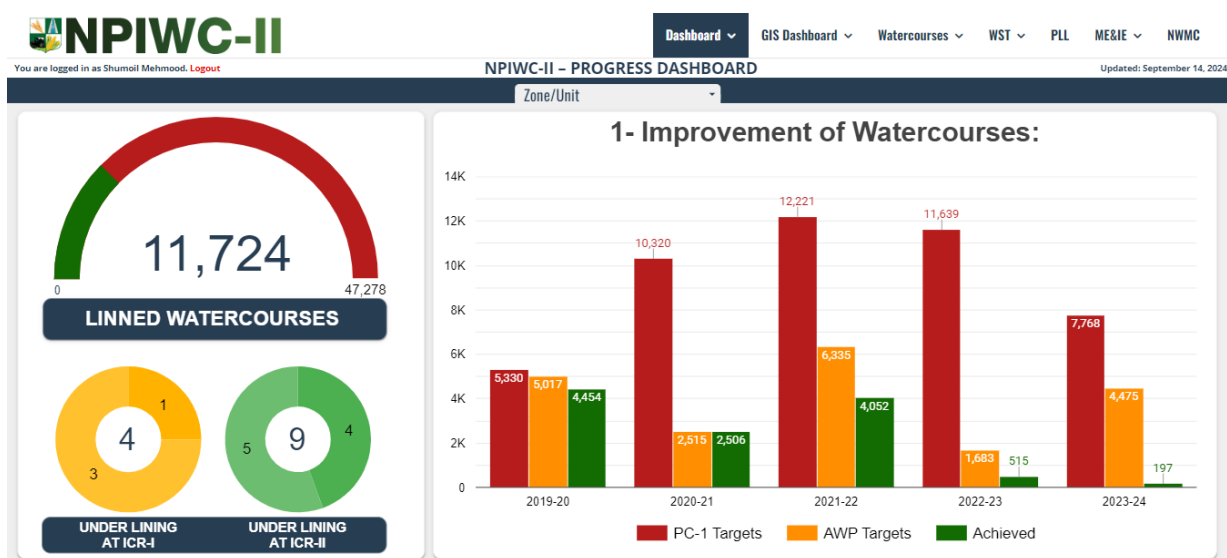 NPIWC-II
Dashboard GIS Dashboard Watercourses WST PLL ME&IE NWMC
You are logged in as Shumoil Mehmood. Logout
NPIWC-II – PROGRESS DASHBOARD
Updated: September 14, 2024
Zone/Unit
11,724
0 47,278
LINNED WATERCOURSES
1
4
3
4
9
5
UNDER LINING
AT ICR-I
UNDER LINING
AT ICR-II
1- Improvement of Watercourses:
14K
12K
10K
8K
6K
4K
2K
0
5,330 5,017 4,454
10,320 2,515 2,506
12,221 6,335 4,052
11,639 1,683 515
7,768 4,475 197
2019-20 2020-21 2021-22 2022-23 2023-24
PC-1 Targets AWP Targets Achieved